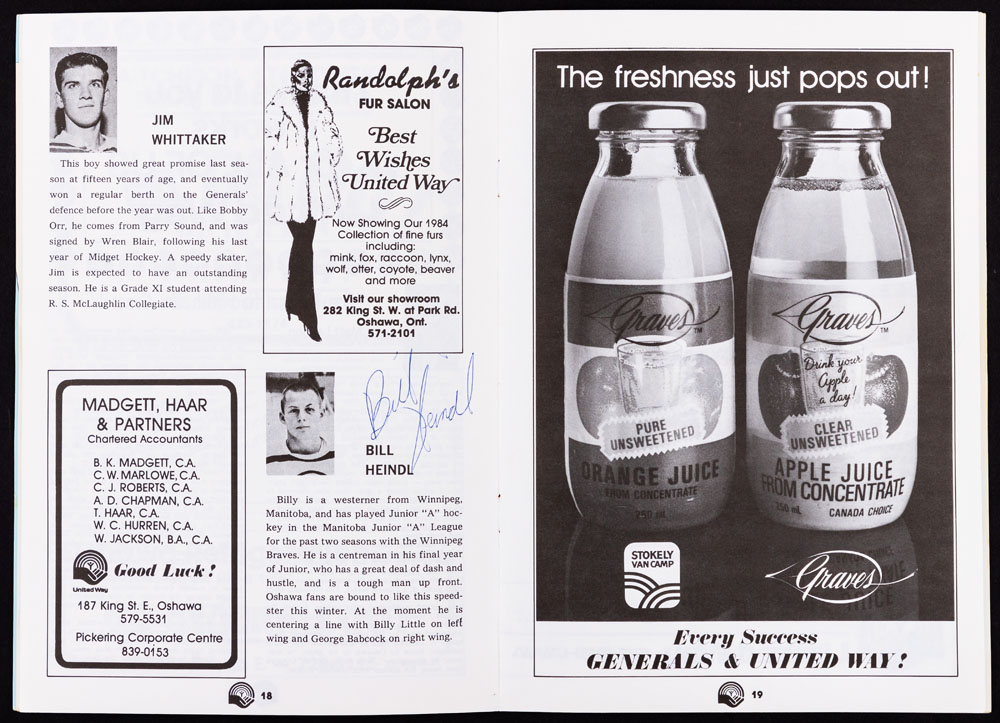 JIM
WHITTAKER
This boy showed great promise last sea-
son at fifteen years of age, and eventually
won a regular berth on the Generals'
defence before the year was out. Like Bobby
Orr, he comes from Parry Sound, and was
signed by Wren Blair, following his last
year of Midget Hockey. A speedy skater,
Jim is expected to have an outstanding
season. He is a Grade XI student attending
R. S. McLaughlin Collegiate.
Randolph's
FUR SALON
Best
Wishes
United Way
Now Showing Our 1984
Collection of fine furs
including:
mink, fox, raccoon, lynx,
wolf, otter, coyote, beaver
and more
Visit our showroom
282 King St. W. at Park Rd.
Oshawa, Ont.
571-2101
MADGETT, HAAR
& PARTNERS
Chartered Accountants
B. K. MADGETT, C.A.
C. W. MARLOWE, C.A.
C. J. ROBERTS, C.A.
A. D. CHAPMAN, C.A.
T. HAAR, C.A.
W. C. HURREN, C.A.
W. JACKSON, B.A., C.A.
United Way
Good Luck!
187 King St. E., Oshawa
579-5531
Pickering Corporate Centre
839-0153
Bill Heindl
BILL
HEINDL
Billy is a westerner from Winnipeg,
Manitoba, and has played Junior "A" hoc-
key in the Manitoba Junior "A" League
for the past two seasons with the Winnipeg
Braves. He is a centreman in his final year
of Junior, who has a great deal of dash and
hustle, and is a tough man up front.
Oshawa fans are bound to like this speed-
ster this winter. At the moment he is
centering a line with Billy Little on left
wing and George Babcock on right wing.
18
The freshness just pops out!
Graves TM
PURE
UNSWEETENED
ORANGE JUICE
FROM CONCENTRATE
250 mL
Graves TM
Drink your
Apple
a day!
CLEAR
UNSWEETENED
APPLE JUICE
FROM CONCENTRATE
250 mL CANADA CHOICE
STOKELY
VAN CAMP
Graves
Every Success
GENERALS & UNITED WAY!
19